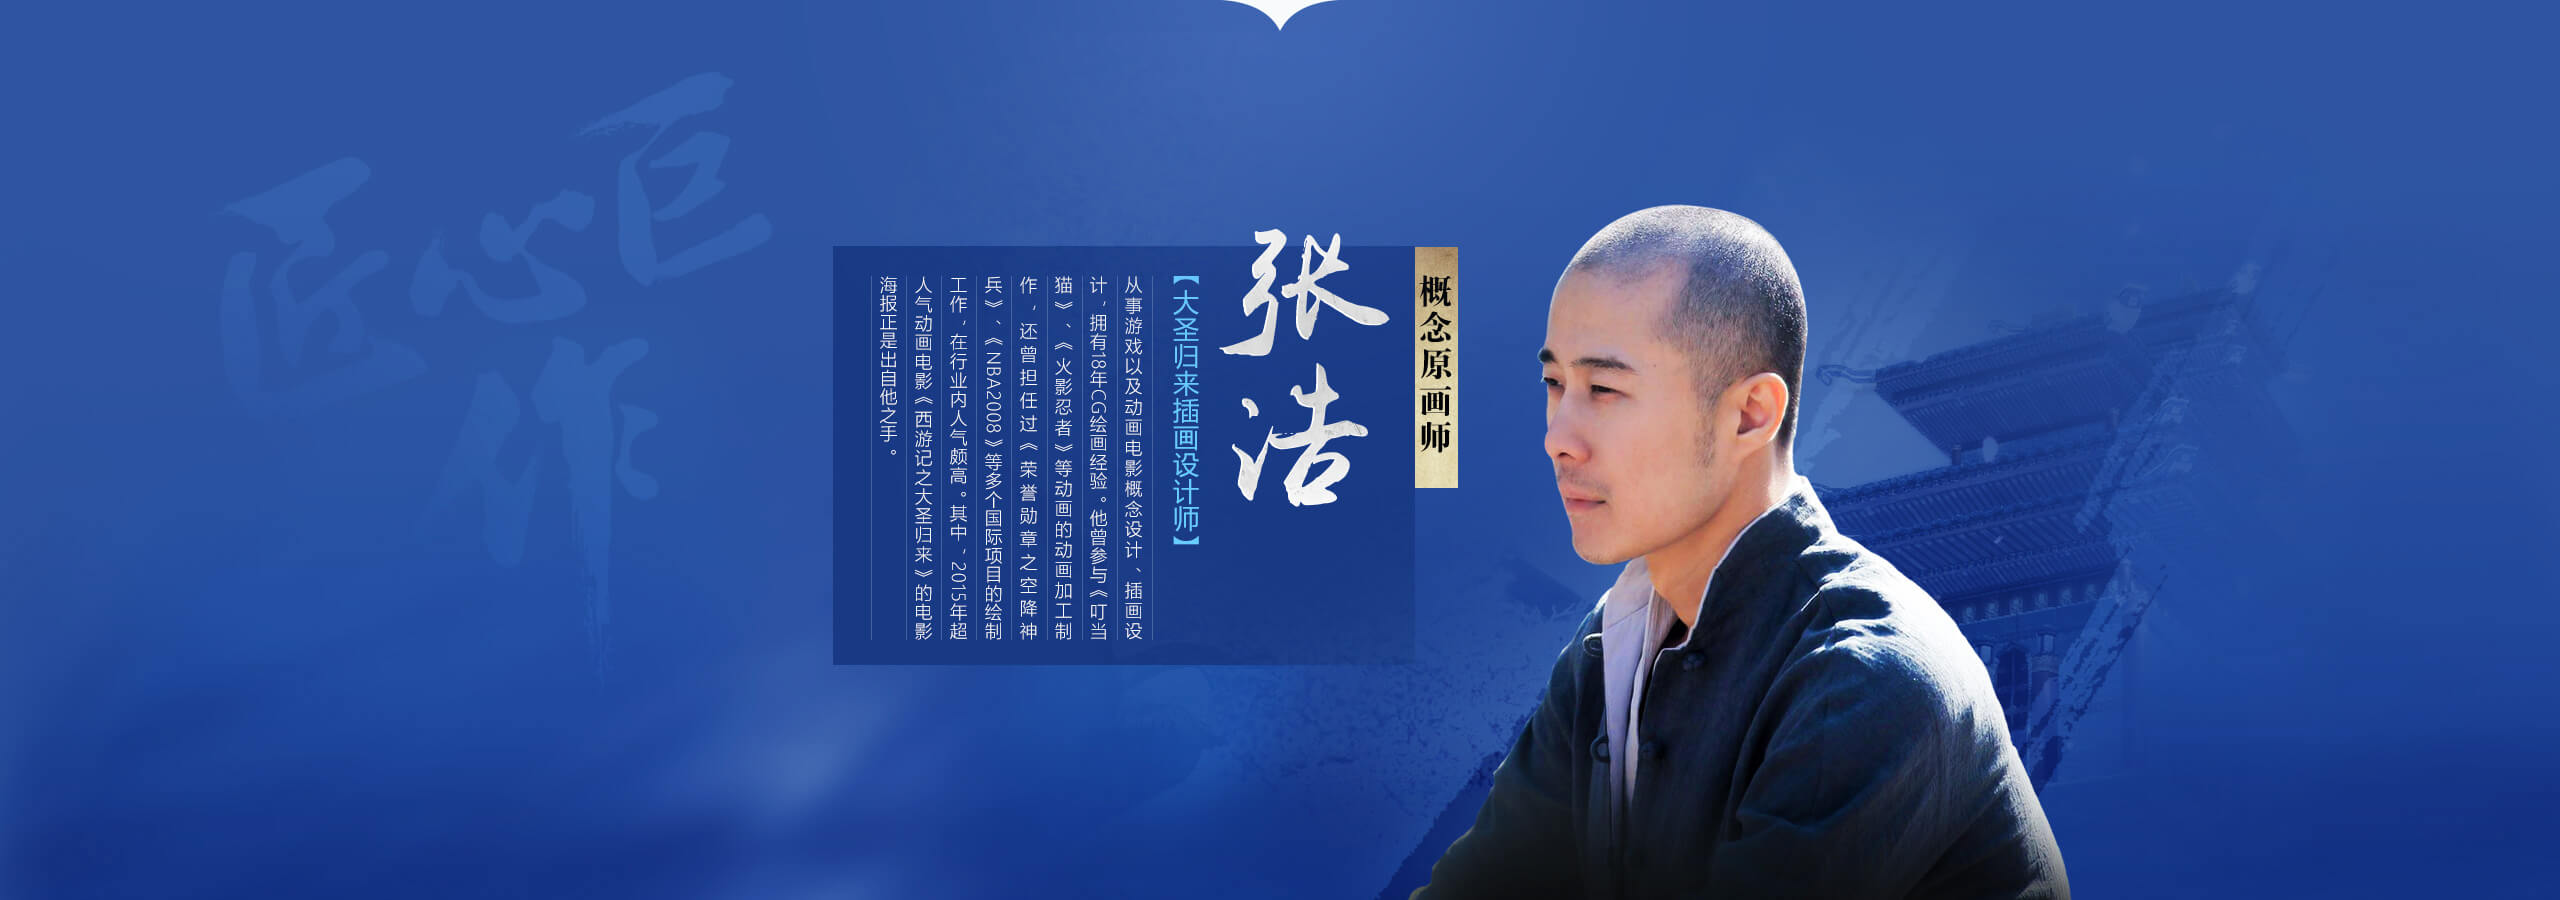 概念原画师
张浩
【大圣归来插画设计师】
从事游戏以及动画电影概念设计、插画设
计，拥有18年CG绘画经验。他曾参与《叮当
猫》、《火影忍者》等动画的动画加工制
作，还曾担任过《荣誉勋章之空降神
兵》、《NBA2008》等多个国际项目的绘制
工作，在行业内人气颇高。其中，2015年超
人气动画电影《西游记之大圣归来》的电影
海报正是出自他之手。
匠心巨作